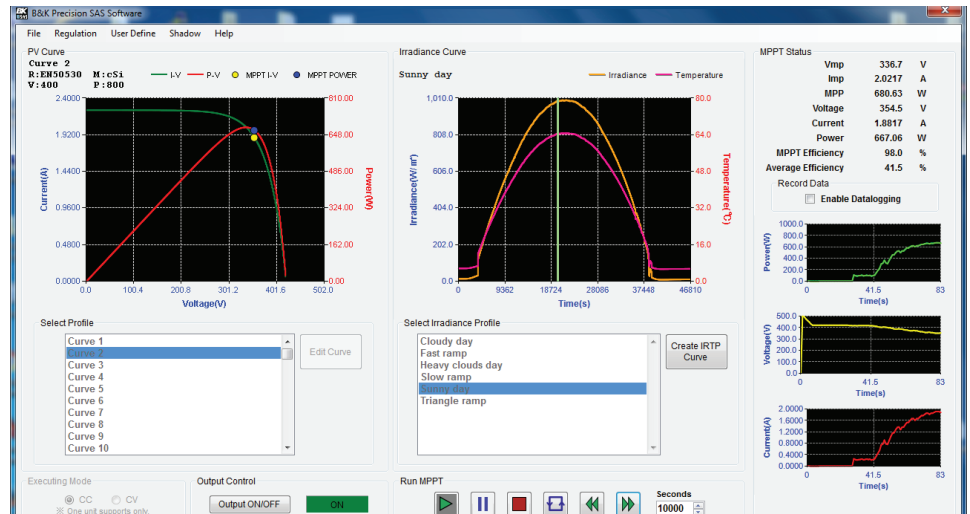 B&K Precision SAS Software
File Regulation User Define Shadow Help
PV Curve
Curve 2
R:EN50530 M:cSi
V:400 P:800
I-V P-V MPPT I-V MPPT POWER
2.4000
1.9200
1.4400
0.9600
0.4800
0.0000
Current(A)
810.00
648.00
486.00
324.00
162.00
0.00
Power(W)
0.0 100.4 200.8 301.2 401.6 502.0
Voltage(V)
Irradiance Curve
Sunny day
Irradiance Temperature
1,010.0
808.0
606.0
404.0
202.0
0.0
Irradiance(W/㎡)
80.0
64.0
48.0
32.0
16.0
0.0
Temperature(℃)
0 9362 18724 28086 37448 46810
Time(s)
MPPT Status
Vmp 336.7 V
Imp 2.0217 A
MPP 680.63 W
Voltage 354.5 V
Current 1.8817 A
Power 667.06 W
MPPT Efficiency 98.0 %
Average Efficiency 41.5 %
Record Data
Enable Datalogging
1000.0
800.0
600.0
400.0
200.0
0.0
Power(W)
0 41.5 83
Time(s)
500.0
400.0
300.0
200.0
100.0
0.0
Voltage(V)
0 41.5 83
Time(s)
2.0000
1.6000
1.2000
0.8000
0.4000
0.0000
Current(A)
0 41.5 83
Time(s)
Select Profile
Curve 1
Curve 2
Curve 3
Curve 4
Curve 5
Curve 6
Curve 7
Curve 8
Curve 9
Curve 10
Edit Curve
Select Irradiance Profile
Cloudy day
Fast ramp
Heavy clouds day
Slow ramp
Sunny day
Triangle ramp
Create IRTP
Curve
Executing Mode
CC CV
※ One unit supports only.
Output Control
Output ON/OFF ON
Run MPPT
Seconds
10000